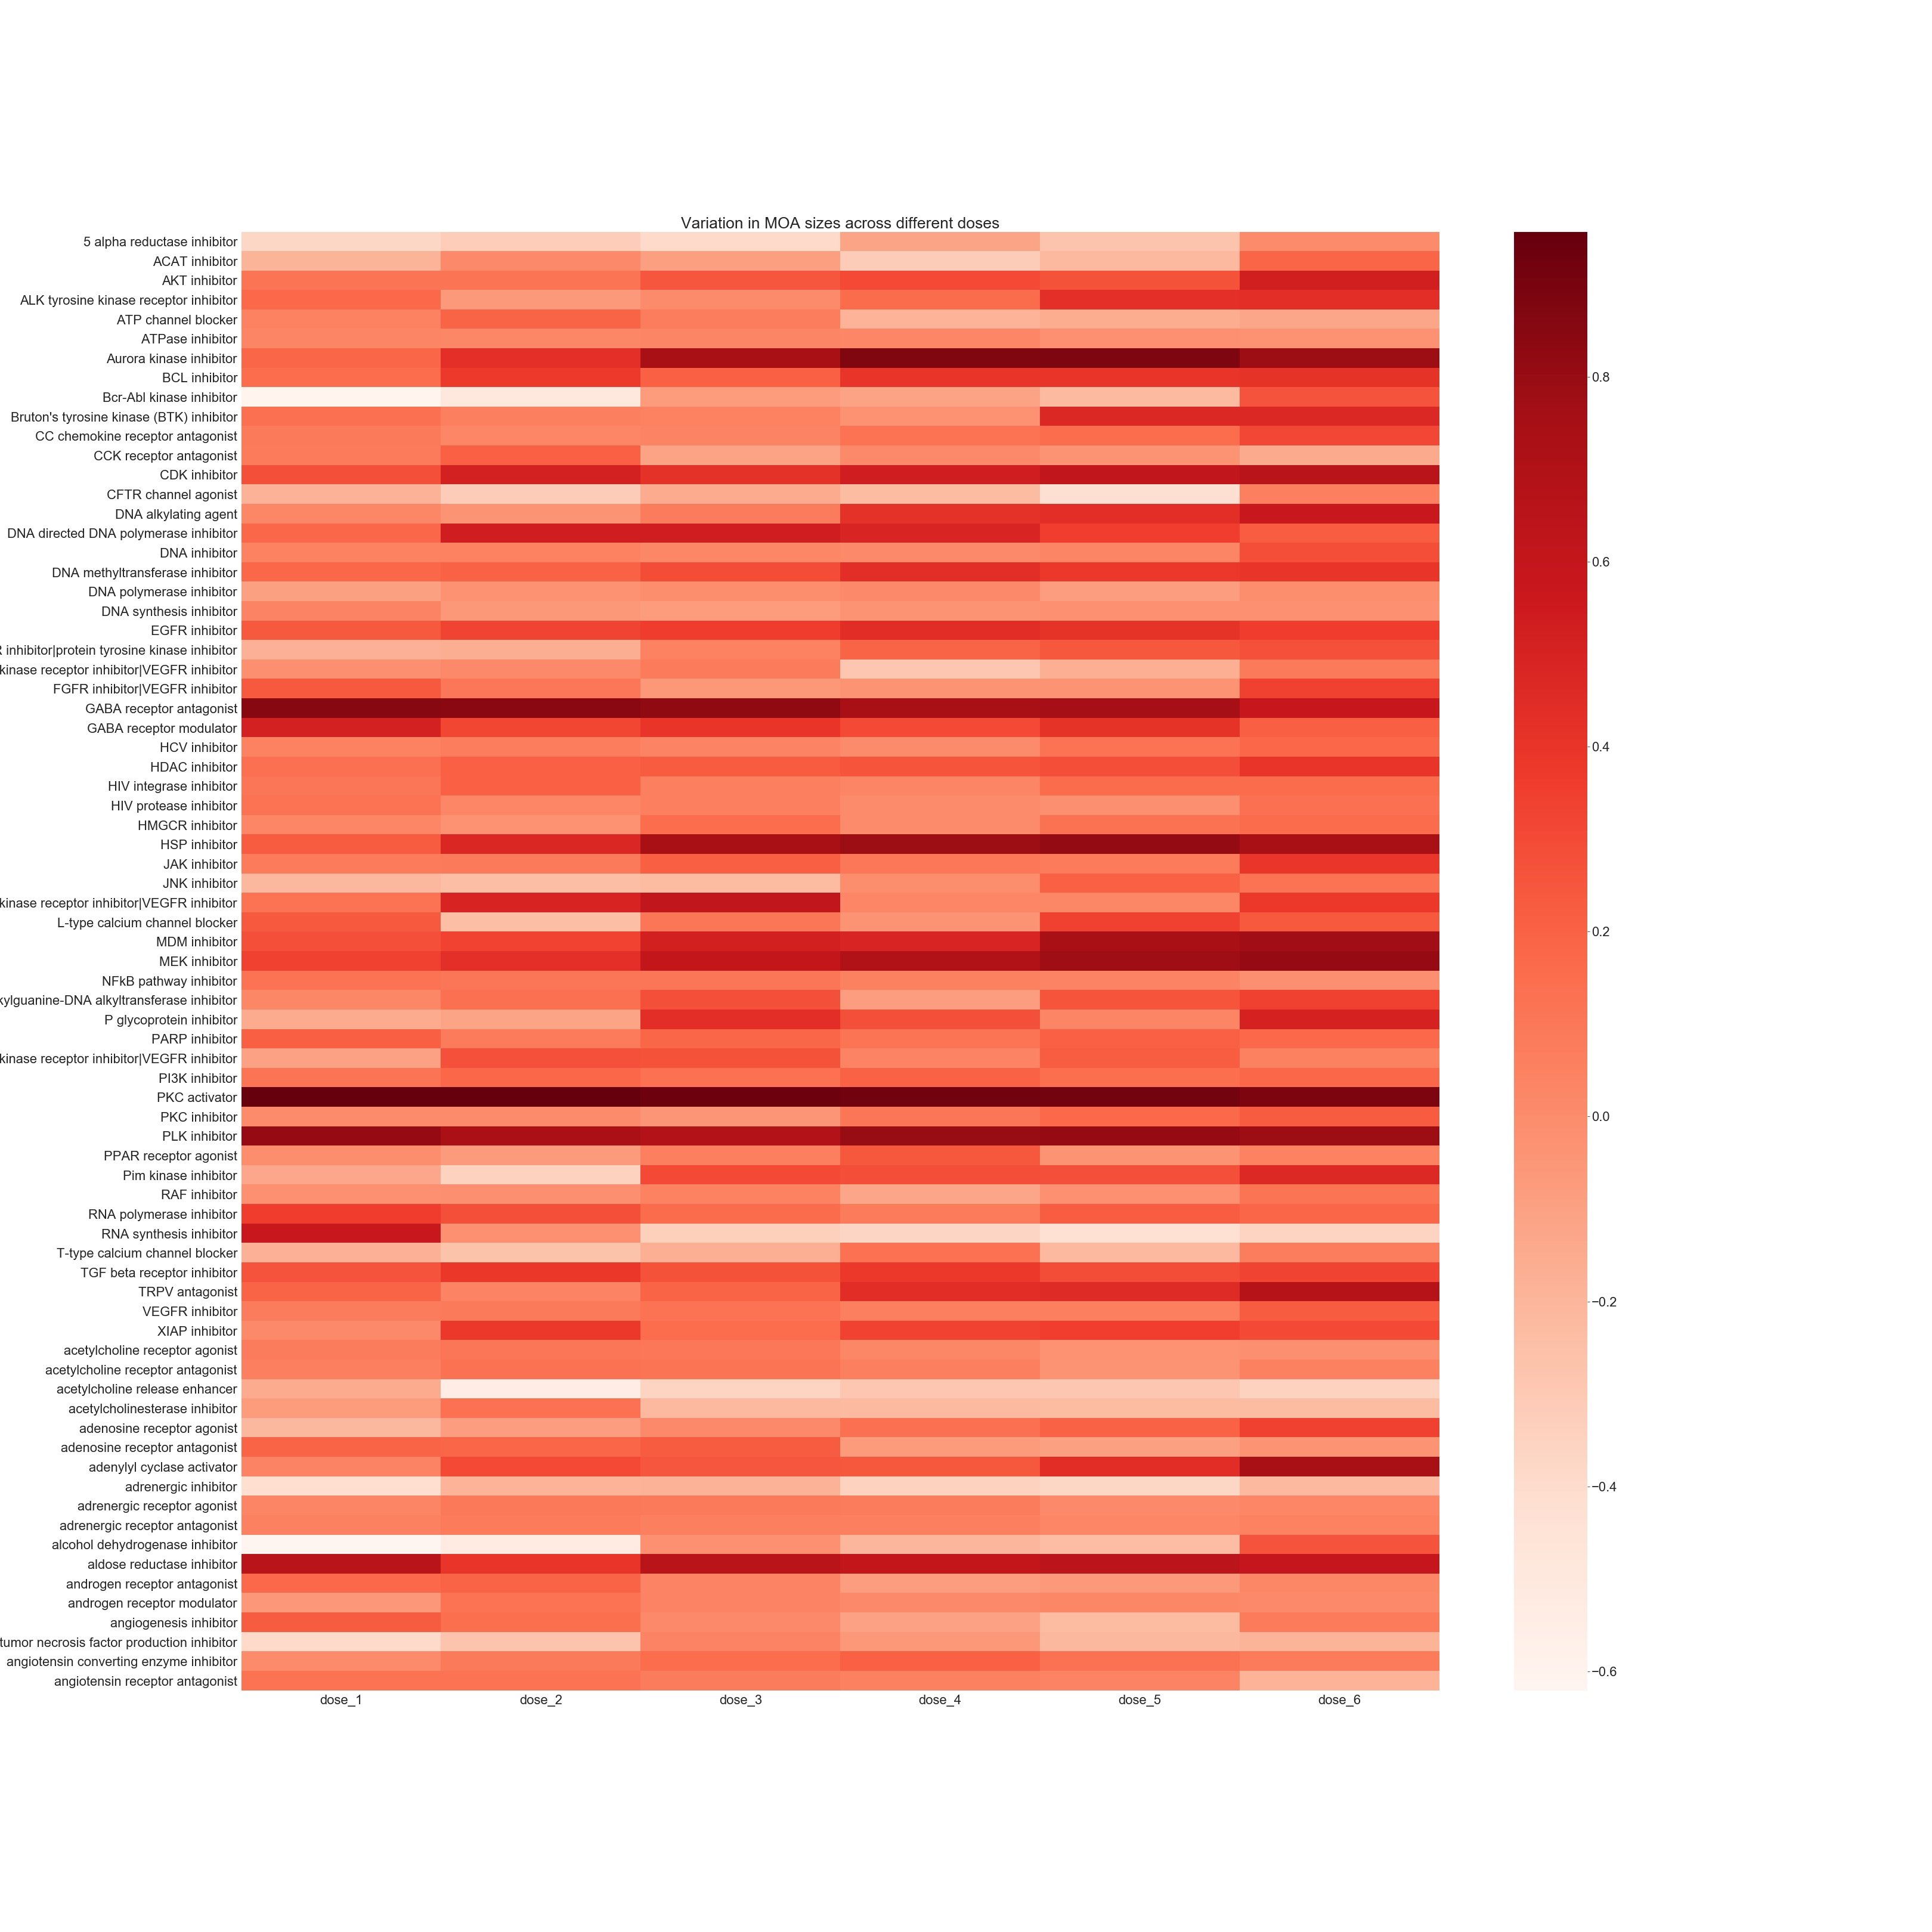 Variation in MOA sizes across different doses
5 alpha reductase inhibitor
ACAT inhibitor
AKT inhibitor
ALK tyrosine kinase receptor inhibitor
ATP channel blocker
ATPase inhibitor
Aurora kinase inhibitor
BCL inhibitor
Bcr-Abl kinase inhibitor
Bruton's tyrosine kinase (BTK) inhibitor
CC chemokine receptor antagonist
CCK receptor antagonist
CDK inhibitor
CFTR channel agonist
DNA alkylating agent
DNA directed DNA polymerase inhibitor
DNA inhibitor
DNA methyltransferase inhibitor
DNA polymerase inhibitor
DNA synthesis inhibitor
EGFR inhibitor
inhibitor|protein tyrosine kinase inhibitor
kinase receptor inhibitor|VEGFR inhibitor
FGFR inhibitor|VEGFR inhibitor
GABA receptor antagonist
GABA receptor modulator
HCV inhibitor
HDAC inhibitor
HIV integrase inhibitor
HIV protease inhibitor
HMGCR inhibitor
HSP inhibitor
JAK inhibitor
JNK inhibitor
kinase receptor inhibitor|VEGFR inhibitor
L-type calcium channel blocker
MDM inhibitor
MEK inhibitor
NFkB pathway inhibitor
kylguanine-DNA alkyltransferase inhibitor
P glycoprotein inhibitor
PARP inhibitor
kinase receptor inhibitor|VEGFR inhibitor
PI3K inhibitor
PKC activator
PKC inhibitor
PLK inhibitor
PPAR receptor agonist
Pim kinase inhibitor
RAF inhibitor
RNA polymerase inhibitor
RNA synthesis inhibitor
T-type calcium channel blocker
TGF beta receptor inhibitor
TRPV antagonist
VEGFR inhibitor
XIAP inhibitor
acetylcholine receptor agonist
acetylcholine receptor antagonist
acetylcholine release enhancer
acetylcholinesterase inhibitor
adenosine receptor agonist
adenosine receptor antagonist
adenylyl cyclase activator
adrenergic inhibitor
adrenergic receptor agonist
adrenergic receptor antagonist
alcohol dehydrogenase inhibitor
aldose reductase inhibitor
androgen receptor antagonist
androgen receptor modulator
angiogenesis inhibitor
tumor necrosis factor production inhibitor
angiotensin converting enzyme inhibitor
angiotensin receptor antagonist
dose_1 dose_2 dose_3 dose_4 dose_5 dose_6
0.8
0.6
0.4
0.2
0.0
−0.2
−0.4
−0.6